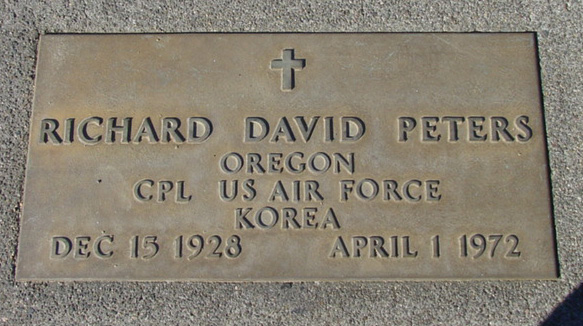 RICHARD DAVID PETERS
OREGON
CPL US AIR FORCE
KOREA
DEC 15 1928 APRIL 1 1972